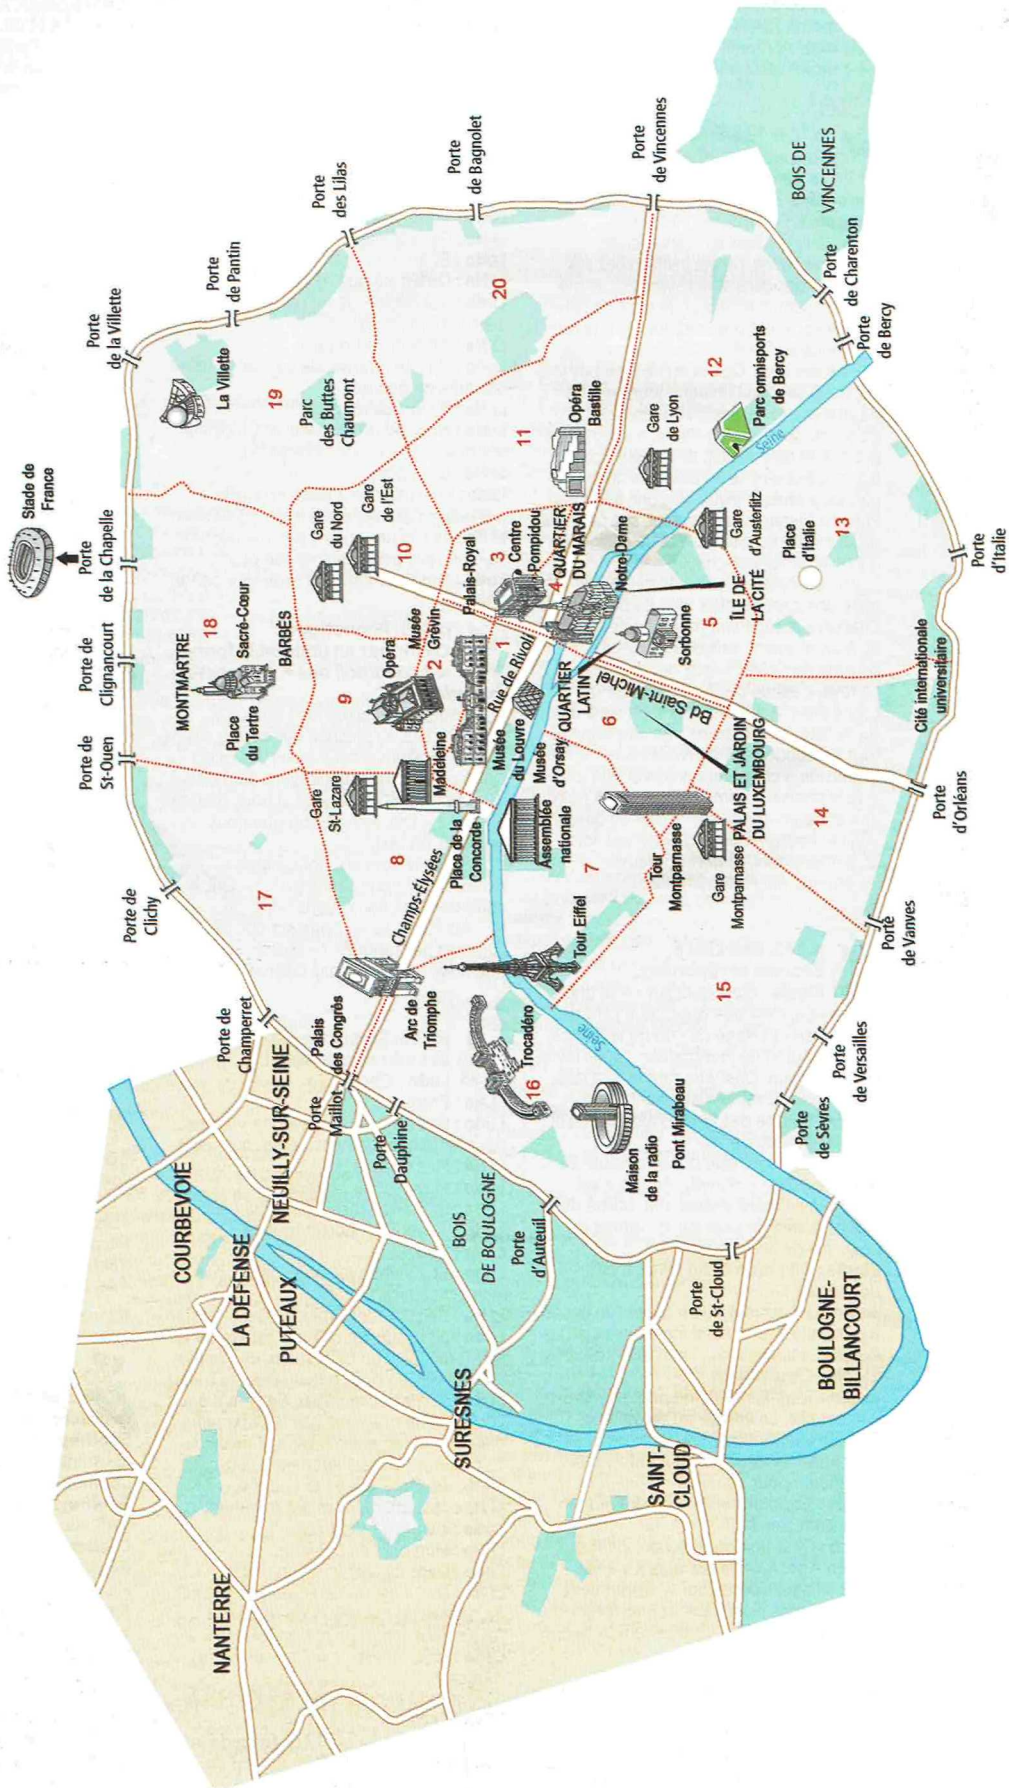 Stade de
France
Porte de
St-Ouen
Porte de
Clignancourt
Porte
de la Chapelle
Porte
de la Villette
Porte
de Pantin
Porte
des Lilas
Porte
de Bagnolet
Porte
de Vincennes
BOIS DE
VINCENNES
Porte
de Charenton
Porte
de Bercy
Porte
d'Italie
Porte
d'Orléans
Porte
de Vanves
Porte
de Versailles
Porte
de Sèvres
Porte
de St-Cloud
Porte
d'Auteuil
Porte
Dauphine
Porte
Maillot
Palais
des Congrès
Porte de
Champerret
Porte de
Clichy
COURBEVOIE
NEUILLY-SUR-SEINE
LA DÉFENSE
PUTEAUX
NANTERRE
SURESNES
SAINT-
CLOUD
BOULOGNE-
BILLANCOURT
BOIS
DE BOULOGNE
MONTMARTRE
18
Sacré-Cœur
Place
du Tertre
BARBÈS
La Villette
19
Parc
des Buttes
Chaumont
17
Gare
St-Lazare
9
Opéra
Gare
du Nord
Gare
de l'Est
10
20
8
Champs-Élysées
Arc de
Triomphe
Madeleine
Place de la
Concorde
2
Musée
Grévin
Palais-Royal
1
Rue de Rivoli
Musée
du Louvre
3
Centre
Pompidou
4
QUARTIER
DU MARAIS
11
Opéra
Bastille
Gare
de Lyon
12
Parc omnisports
de Bercy
Seine
Notre-Dame
ÎLE DE
LA CITÉ
Gare
d'Austerlitz
Place
d'Italie
13
5
Sorbonne
QUARTIER
LATIN
Bd Saint-Michel
6
Musée
d'Orsay
Assemblée
nationale
7
Tour Eiffel
Trocadéro
16
Seine
Maison
de la radio
Pont Mirabeau
15
Tour
Montparnasse
Gare
Montparnasse
PALAIS ET JARDIN
DU LUXEMBOURG
14
Cité internationale
universitaire